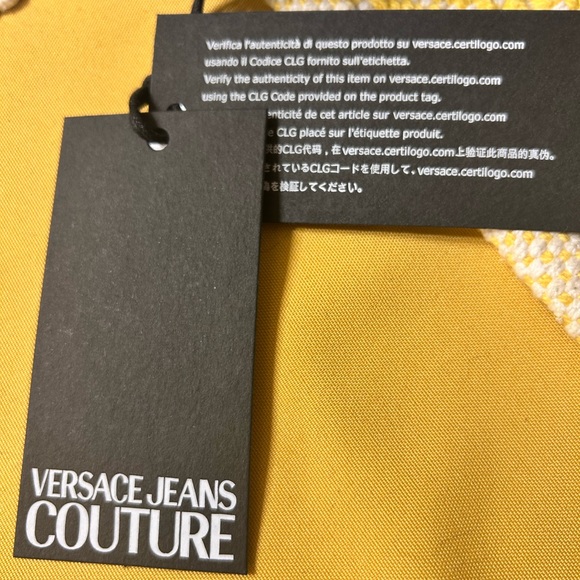 Verifica l'autenticità di questo prodotto su versace.certilogo.com
usando il Codice CLG fornito sull'etichetta.
Verify the authenticity of this item on versace.certilogo.com
using the CLG Code provided on the product tag.
enticité de cet article sur versace.certilogo.com
e CLG placé sur l'étiquette produit.
的CLG代码，在versace.certilogo.com上验证此商品的真伪。
されているCLGコードを使用して、versace.certilogo.com
を検証してください。
VERSACE JEANS
COUTURE